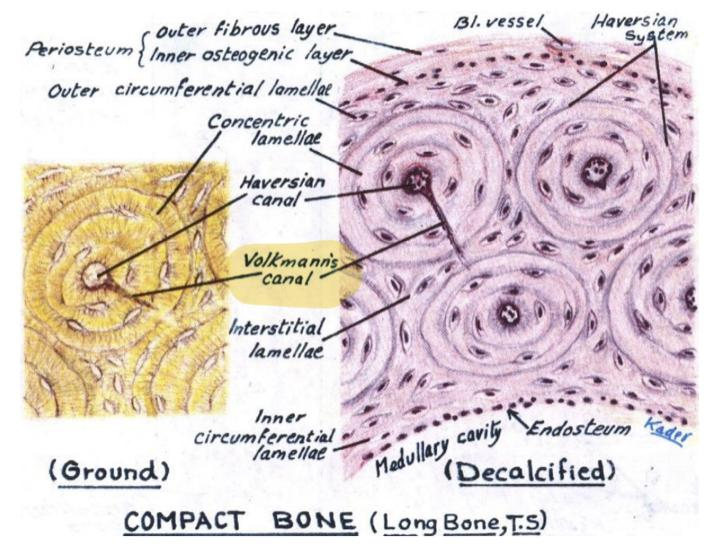 Periosteum { Outer fibrous layer
Inner osteogenic layer
Outer circumferential lamellae
Concentric
lamellae
Haversian
canal
Volkmann's
canal
Interstitial
lamellae
Inner
circumferential
lamellae
Bl. vessel
Haversian
System
Medullary cavity
Endosteum
Kader
(Ground)
(Decalcified)
COMPACT BONE (Long Bone, T.S)